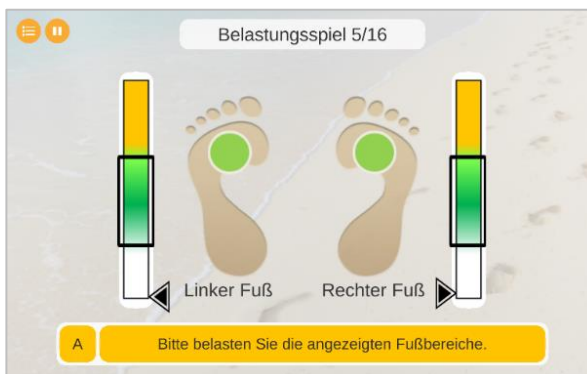 Belastungsspiel 5/16
Linker Fuß
Rechter Fuß
A
Bitte belasten Sie die angezeigten Fußbereiche.